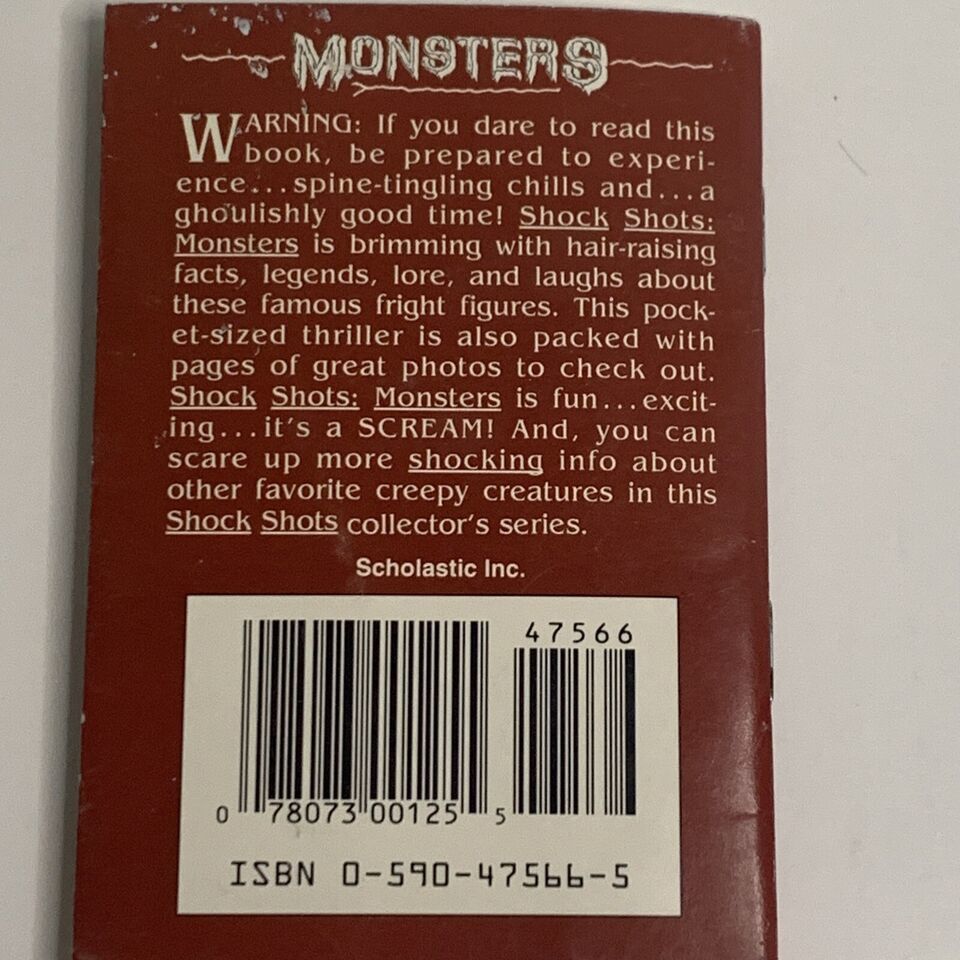 MONSTERS
WARNING: If you dare to read this
book, be prepared to experi-
ence...spine-tingling chills and...a
ghoulishly good time! Shock Shots:
Monsters is brimming with hair-raising
facts, legends, lore, and laughs about
these famous fright figures. This pock-
et-sized thriller is also packed with
pages of great photos to check out.
Shock Shots: Monsters is fun...excit-
ing...it's a SCREAM! And, you can
scare up more shocking info about
other favorite creepy creatures in this
Shock Shots collector's series.
Scholastic Inc.
47566
0 78073 00125 5
ISBN 0-590-47566-5